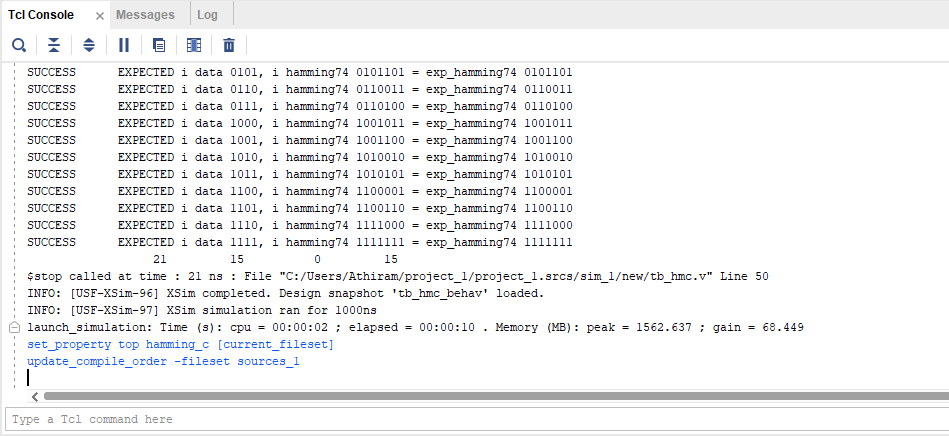 Tcl Console × Messages Log
SUCCESS EXPECTED i data 0101, i hamming74 0101101 = exp_hamming74 0101101
SUCCESS EXPECTED i data 0110, i hamming74 0110011 = exp_hamming74 0110011
SUCCESS EXPECTED i data 0111, i hamming74 0110100 = exp_hamming74 0110100
SUCCESS EXPECTED i data 1000, i hamming74 1001011 = exp_hamming74 1001011
SUCCESS EXPECTED i data 1001, i hamming74 1001100 = exp_hamming74 1001100
SUCCESS EXPECTED i data 1010, i hamming74 1010010 = exp_hamming74 1010010
SUCCESS EXPECTED i data 1011, i hamming74 1010101 = exp_hamming74 1010101
SUCCESS EXPECTED i data 1100, i hamming74 1100001 = exp_hamming74 1100001
SUCCESS EXPECTED i data 1101, i hamming74 1100110 = exp_hamming74 1100110
SUCCESS EXPECTED i data 1110, i hamming74 1111000 = exp_hamming74 1111000
SUCCESS EXPECTED i data 1111, i hamming74 1111111 = exp_hamming74 1111111
21 15 0 15
$stop called at time : 21 ns : File "C:/Users/Athiram/project_1/project_1.srcs/sim_1/new/tb_hmc.v" Line 50
INFO: [USF-XSim-96] XSim completed. Design snapshot 'tb_hmc_behav' loaded.
INFO: [USF-XSim-97] XSim simulation ran for 1000ns
launch_simulation: Time (s): cpu = 00:00:02 ; elapsed = 00:00:10 . Memory (MB): peak = 1562.637 ; gain = 68.449
set_property top hamming_c [current_fileset]
update_compile_order -fileset sources_1
Type a Tcl command here